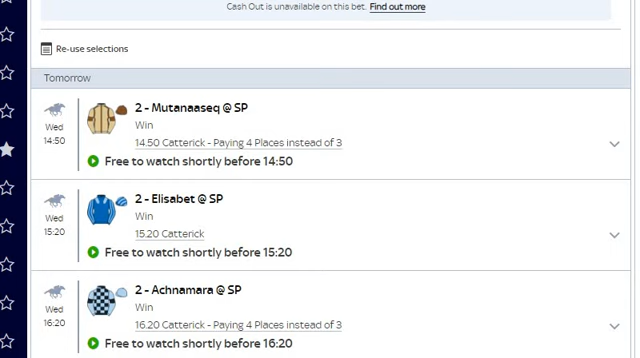 Cash Out is unavailable on this bet. Find out more
Re-use selections
Tomorrow
Wed
14:50
2 - Mutanaaseq @ SP
Win
14.50 Catterick - Paying 4 Places instead of 3
Free to watch shortly before 14:50
Wed
15:20
2 - Elisabet @ SP
Win
15.20 Catterick
Free to watch shortly before 15:20
Wed
16:20
2 - Achnamara @ SP
Win
16.20 Catterick - Paying 4 Places instead of 3
Free to watch shortly before 16:20